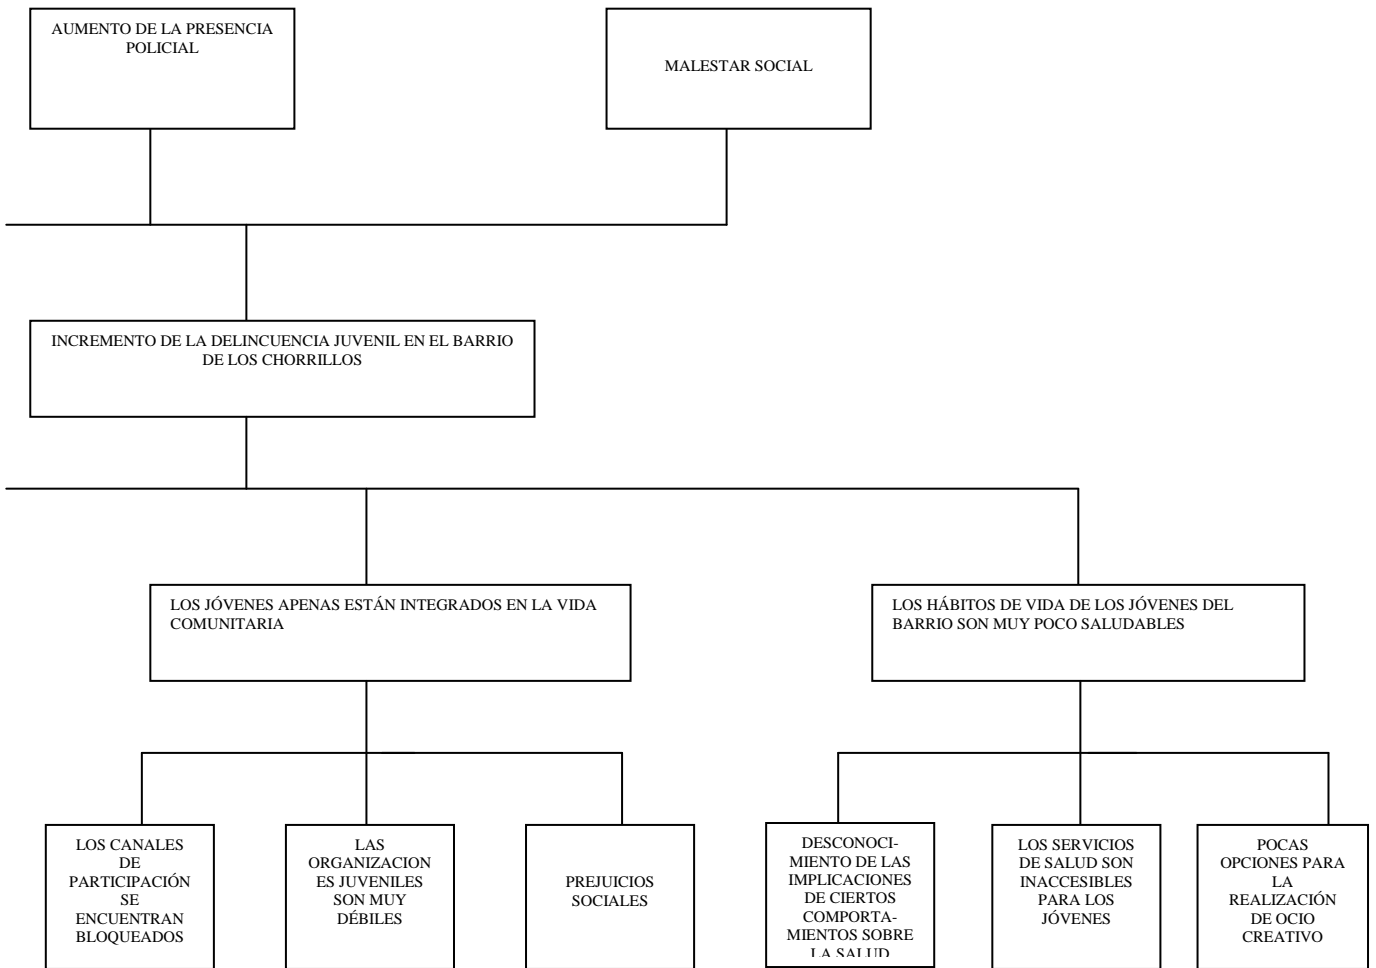 AUMENTO DE LA PRESENCIA
POLICIAL
MALESTAR SOCIAL
INCREMENTO DE LA DELINCUENCIA JUVENIL EN EL BARRIO
DE LOS CHORRILLOS
LOS JÓVENES APENAS ESTÁN INTEGRADOS EN LA VIDA
COMUNITARIA
LOS HÁBITOS DE VIDA DE LOS JÓVENES DEL
BARRIO SON MUY POCO SALUDABLES
LOS CANALES
DE
PARTICIPACIÓN
SE
ENCUENTRAN
BLOQUEADOS
LAS
ORGANIZACION
ES JUVENILES
SON MUY
DÉBILES
PREJUICIOS
SOCIALES
DESCONOCI-
MIENTO DE LAS
IMPLICACIONES
DE CIERTOS
COMPORTA-
MIENTOS SOBRE
LA SALUD
LOS SERVICIOS
DE SALUD SON
INACCESIBLES
PARA LOS
JÓVENES
POCAS
OPCIONES PARA
LA
REALIZACIÓN
DE OCIO
CREATIVO